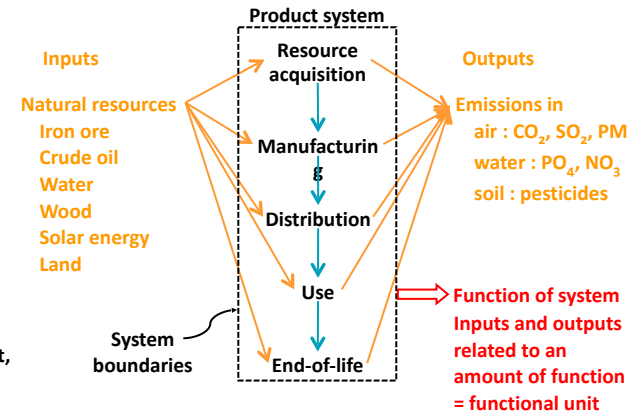 Product system
Inputs
Resource
acquisition
Outputs
Natural resources
Iron ore
Crude oil
Water
Wood
Solar energy
Land
Manufacturin
g
Distribution
Use
End-of-life
Emissions in
air : CO₂, SO₂, PM
water : PO₄, NO₃
soil : pesticides
Function of system
Inputs and outputs
related to an
amount of function
= functional unit
System
boundaries
t,